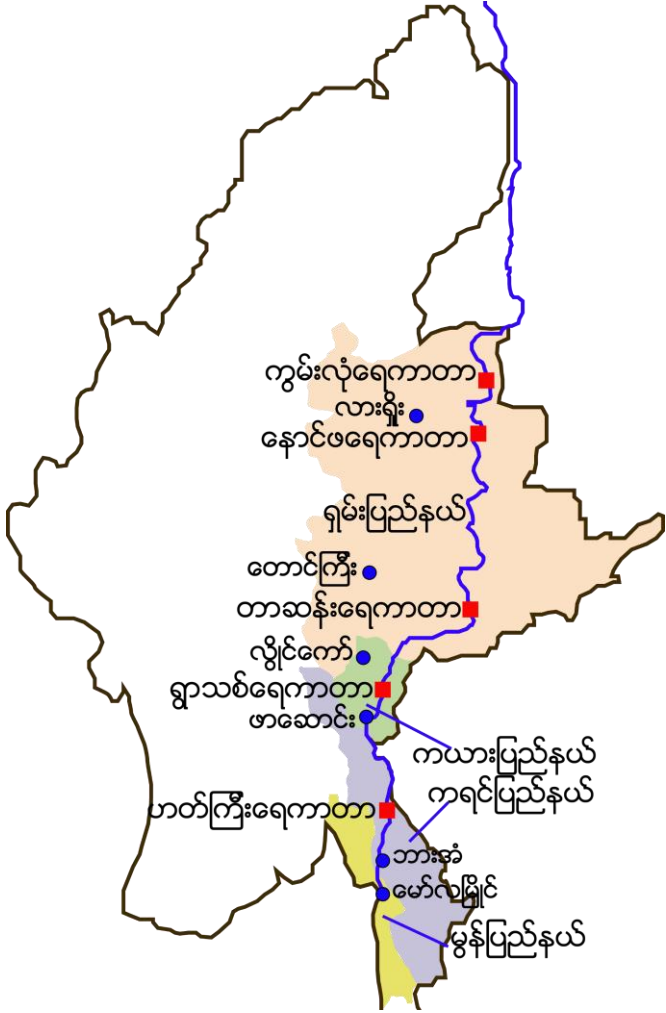 ကွမ်းလုံရေကာတာ
လားရှိုး
နောင်ဖရေကာတာ
ရှမ်းပြည်နယ်
တောင်ကြီး
တာဆန်းရေကာတာ
လွိုင်ကော်
ရွာသစ်ရေကာတာ
ဖာဆောင်း
ကယားပြည်နယ်
ကရင်ပြည်နယ်
ဟတ်ကြီးရေကာတာ
ဘားအံ
မော်လမြိုင်
မွန်ပြည်နယ်